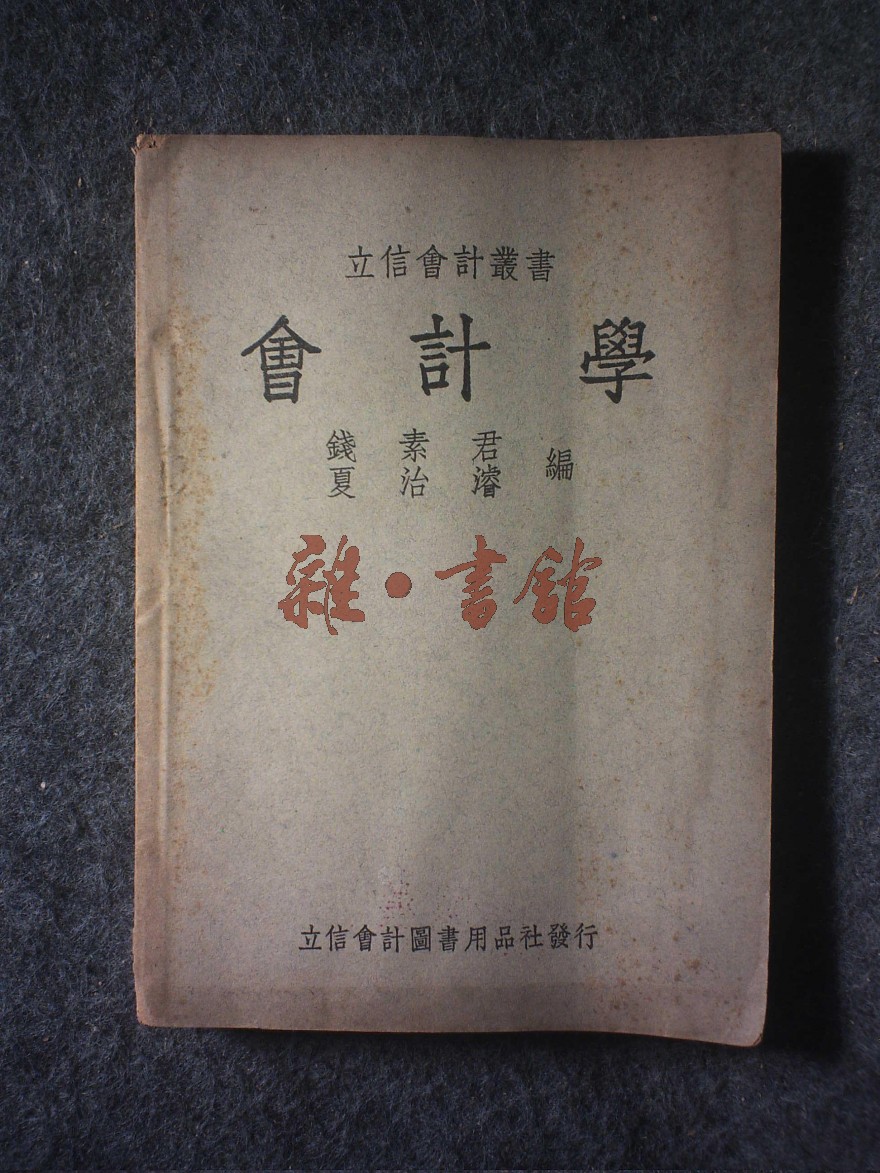 立信會計叢書
會計學
錢素君
夏治濬 編
雜·書館
立信會計圖書用品社發行